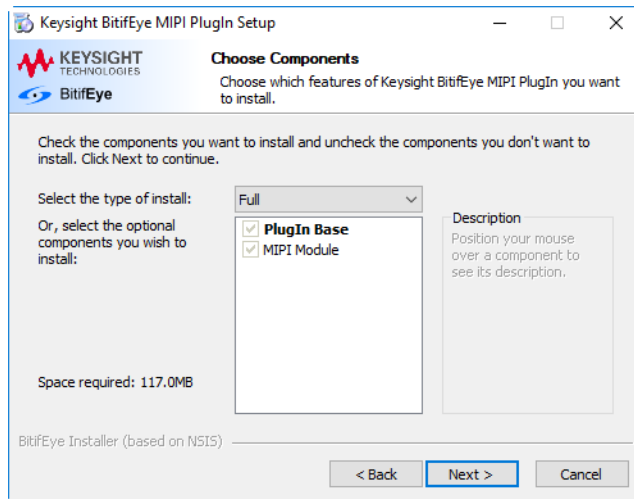 Keysight BitifEye MIPI PlugIn Setup
KEYSIGHT
TECHNOLOGIES
BitifEye
Choose Components
Choose which features of Keysight BitifEye MIPI PlugIn you want
to install.
Check the components you want to install and uncheck the components you don't want to
install. Click Next to continue.
Select the type of install:
Full
Or, select the optional
components you wish to
install:
PlugIn Base
MIPI Module
Description
Position your mouse
over a component to
see its description.
Space required: 117.0MB
BitifEye Installer (based on NSIS)
< Back
Next >
Cancel